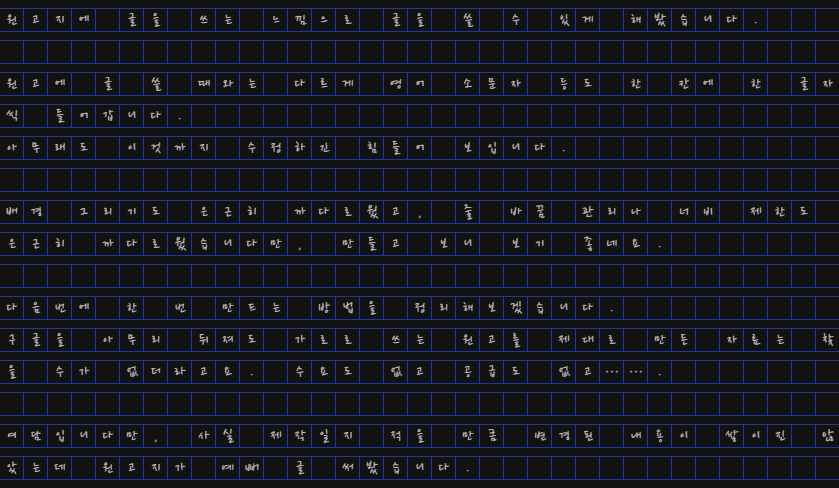 원고지에 글을 쓰는 느낌으로 글을 쓸 수 있게 해봤습니다.
원고에 글 쓸 때와는 다르게 영어 소문자 등도 한 칸에 한 글자
씩 들어갑니다.
아무래도 이것까지 수정하긴 힘들어 보입니다.
배경 그리기도 은근히 까다로웠고, 줄 바꿈 관리나 너비 제한도
은근히 까다로웠습니다만, 만들고 보니 보기 좋네요.
다음번에 한 번 만드는 방법을 정리해보겠습니다.
구글을 아무리 뒤져도 가로로 쓰는 원고를 제대로 만든 자료는 찾
을 수가 없더라고요. 수요도 없고 공급도 없고…….
여담입니다만, 사실 제작일지 적을 만큼 변경된 내용이 쌓이진 않
았는데 원고지가 예뻐 글 써봤습니다.